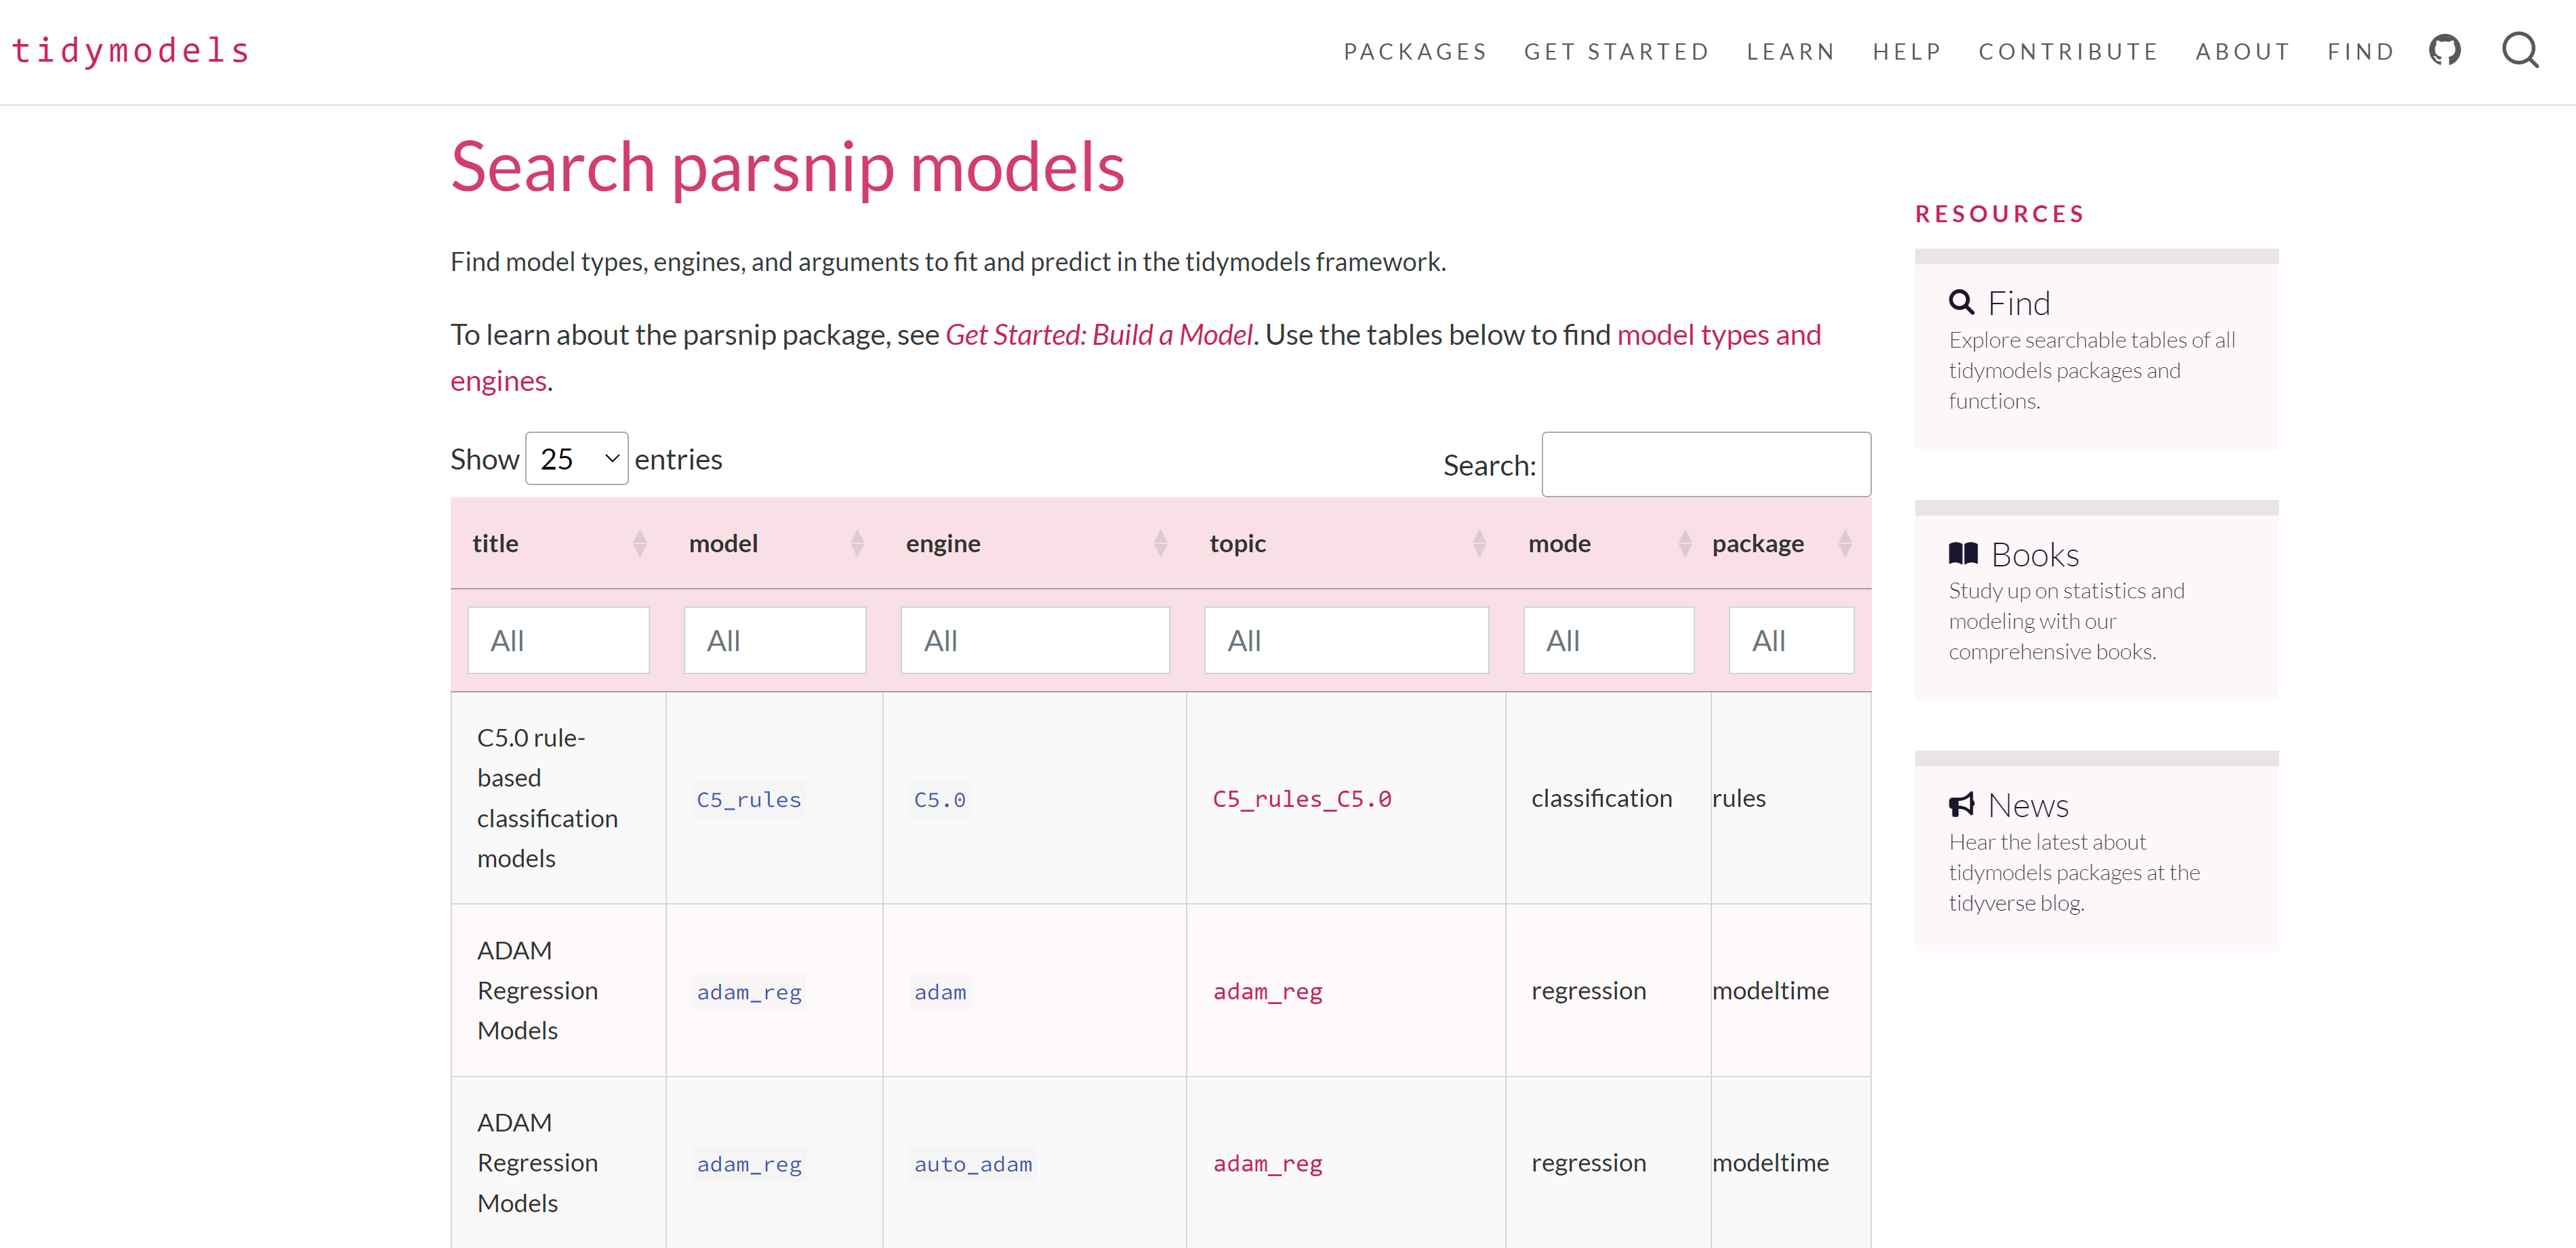 tidymodels
PACKAGES GET STARTED LEARN HELP CONTRIBUTE ABOUT FIND
Search parsnip models
Find model types, engines, and arguments to fit and predict in the tidymodels framework.
To learn about the parsnip package, see Get Started: Build a Model. Use the tables below to find model types and
engines.
Show 25 entries
Search:
title model engine topic mode package
All All All All All All
C5.0 rule-
based
classification
models
C5_rules C5.0 C5_rules_C5.0 classification rules
ADAM
Regression
Models
adam_reg adam adam_reg regression modeltime
ADAM
Regression
Models
adam_reg auto_adam adam_reg regression modeltime
RESOURCES
Find
Explore searchable tables of all
tidymodels packages and
functions.
Books
Study up on statistics and
modeling with our
comprehensive books.
News
Hear the latest about
tidymodels packages at the
tidyverse blog.